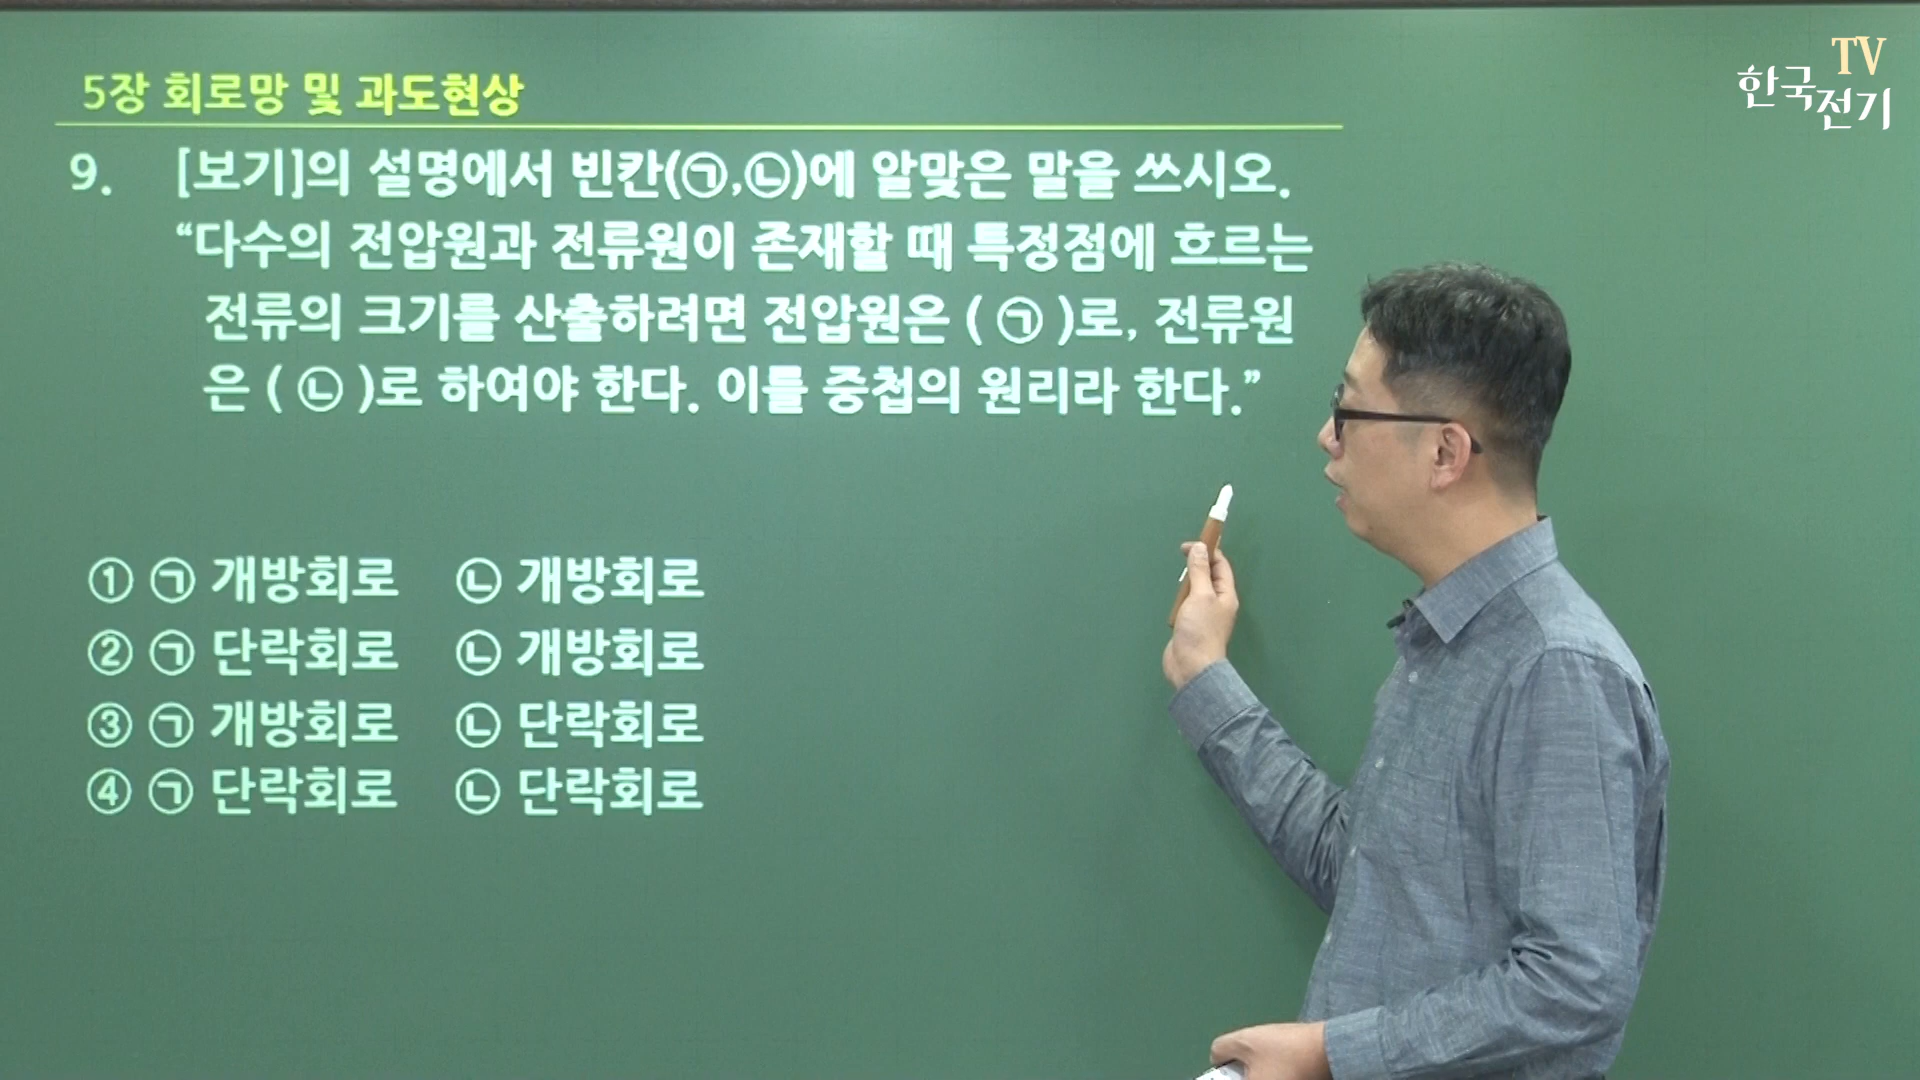 TV
한국전기
5장 회로망 및 과도현상
9. [보기]의 설명에서 빈칸(㉠,㉡)에 알맞은 말을 쓰시오.
“다수의 전압원과 전류원이 존재할 때 특정점에 흐르는
전류의 크기를 산출하려면 전압원은 ( ㉠ )로, 전류원
은 ( ㉡ )로 하여야 한다. 이를 중첩의 원리라 한다.”
① ㉠ 개방회로 ㉡ 개방회로
② ㉠ 단락회로 ㉡ 개방회로
③ ㉠ 개방회로 ㉡ 단락회로
④ ㉠ 단락회로 ㉡ 단락회로